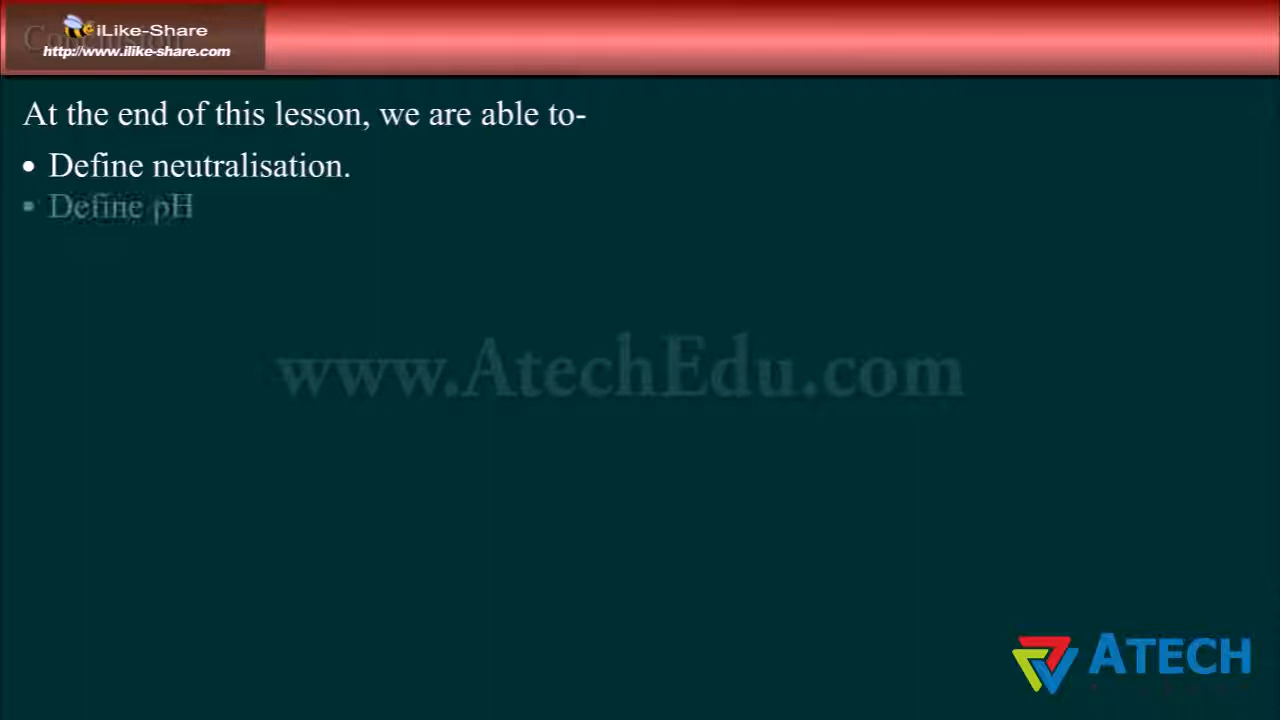 Conclusion
iLike-Share
http://www.ilike-share.com
At the end of this lesson, we are able to-
• Define neutralisation.
• Define pH
www.AtechEdu.com
ATECH